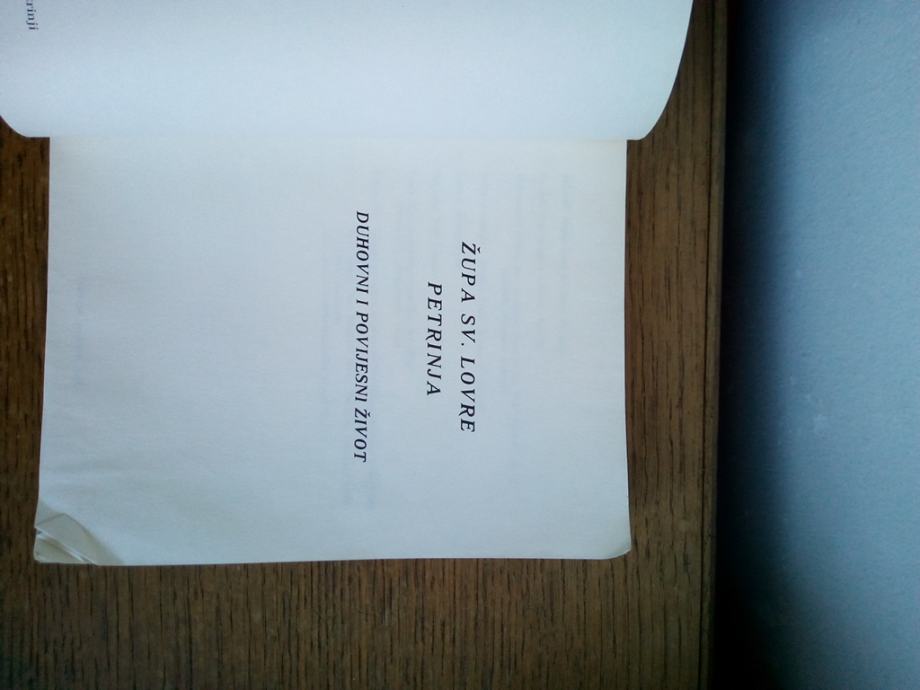 ŽUPA SV. LOVRE
PETRINJA
DUHOVNI I POVIJESNI ŽIVOT